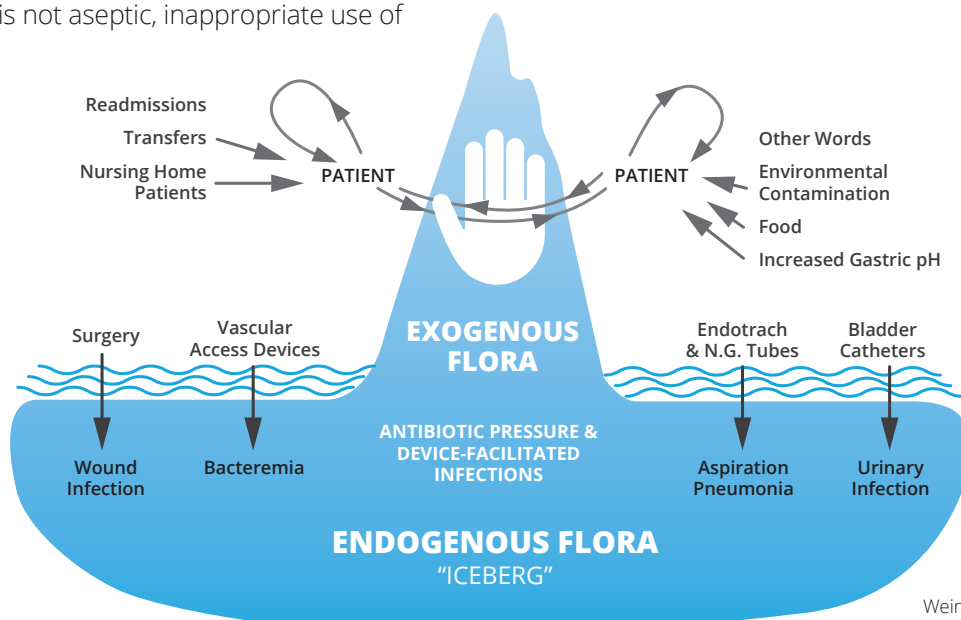 is not aseptic, inappropriate use of
Readmissions
Transfers
Nursing Home
Patients
PATIENT
PATIENT
Other Words
Environmental
Contamination
Food
Increased Gastric pH
EXOGENOUS
FLORA
Surgery
Vascular
Access Devices
Endotrach
& N.G. Tubes
Bladder
Catheters
ANTIBIOTIC PRESSURE &
DEVICE-FACILITATED
INFECTIONS
Wound
Infection
Bacteremia
Aspiration
Pneumonia
Urinary
Infection
ENDOGENOUS FLORA
“ICEBERG”